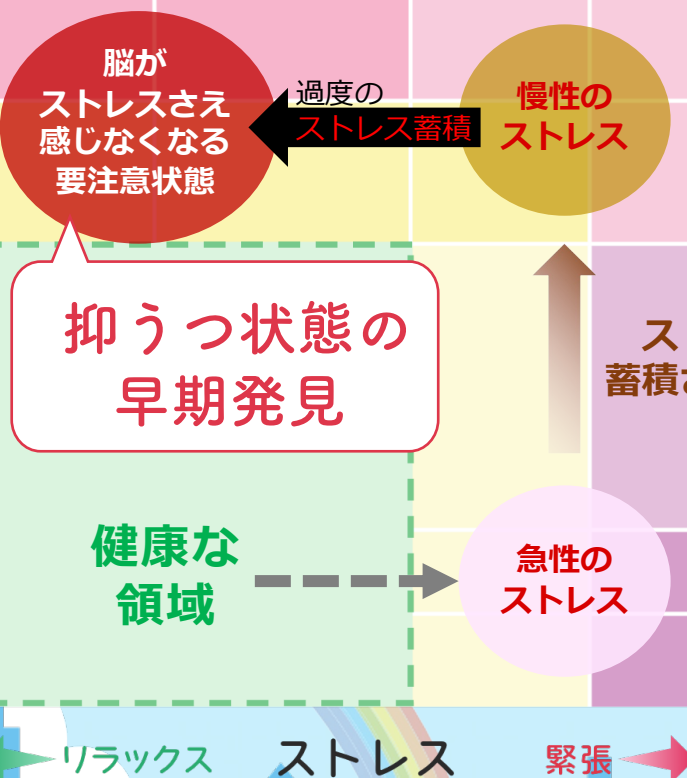 脳が
ストレスさえ
感じなくなる
要注意状態
過度の
ストレス蓄積
慢性の
ストレス
抑うつ状態の
早期発見
ス
蓄積
健康な
領域
急性の
ストレス
リラックス
ストレス
緊張